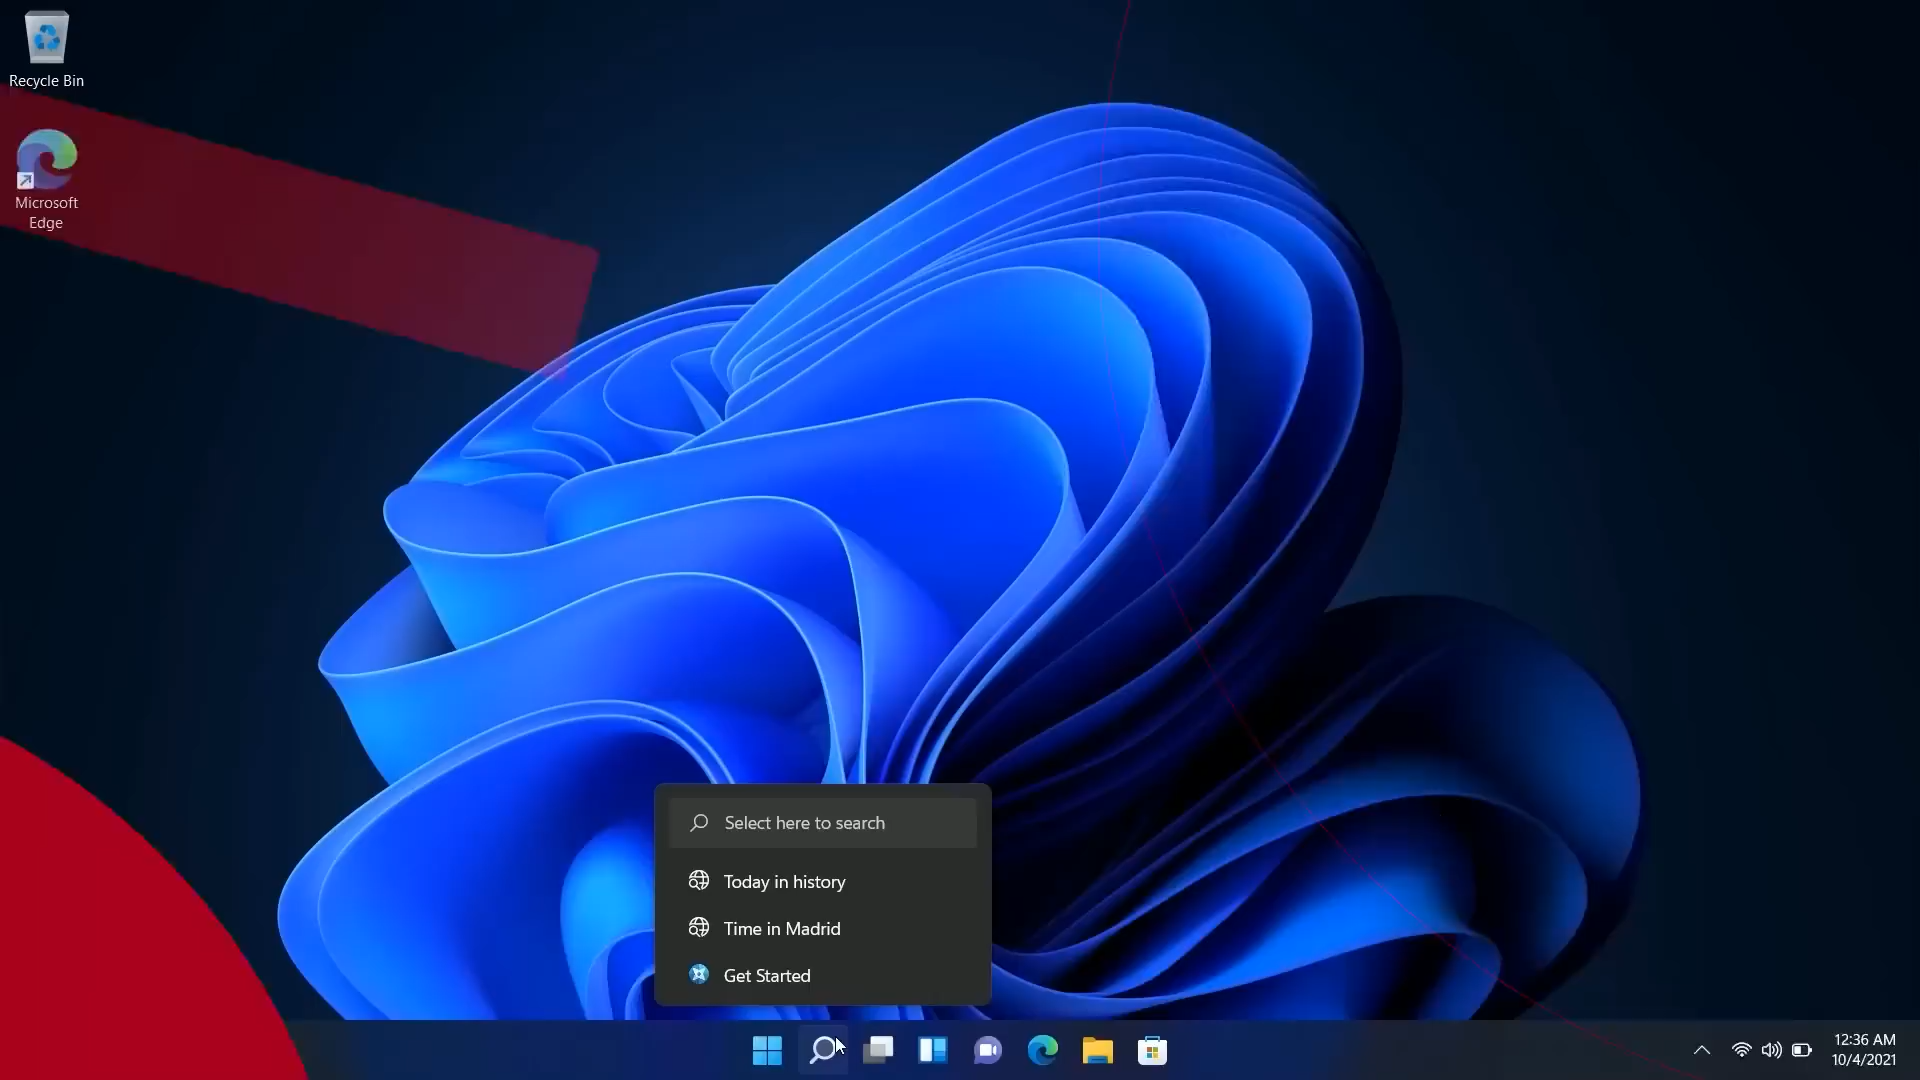 Recycle Bin
Microsoft
Edge
Select here to search
Today in history
Time in Madrid
Get Started
12:36 AM
10/4/2021